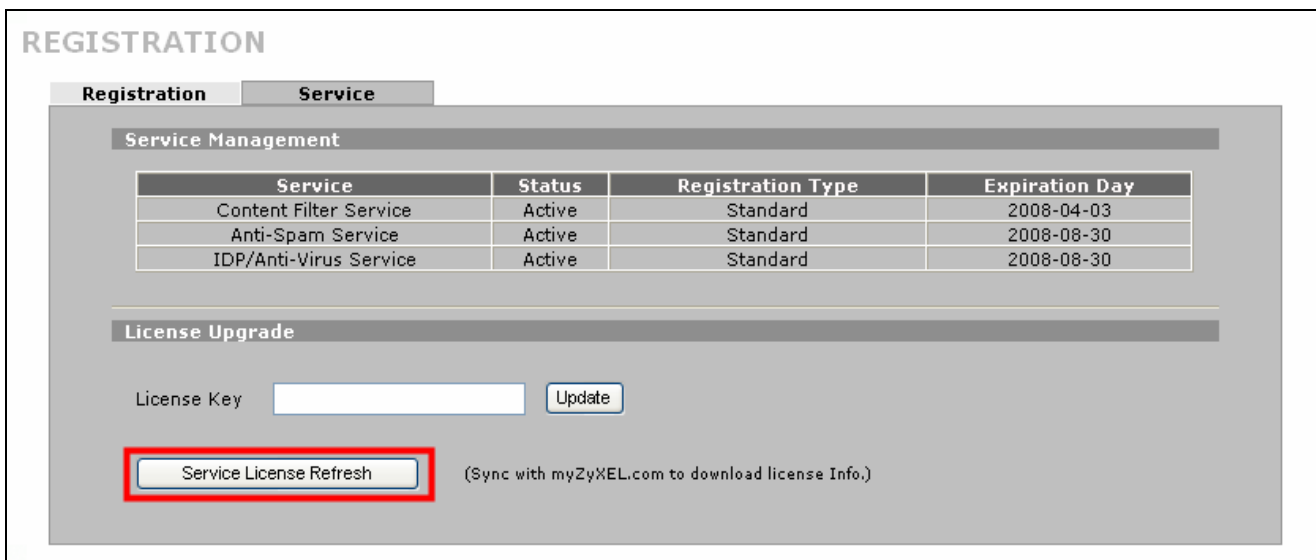 REGISTRATION
Registration Service
Service Management
Service Status Registration Type Expiration Day
Content Filter Service Active Standard 2008-04-03
Anti-Spam Service Active Standard 2008-08-30
IDP/Anti-Virus Service Active Standard 2008-08-30
License Upgrade
License Key Update
Service License Refresh (Sync with myZyXEL.com to download license Info.)